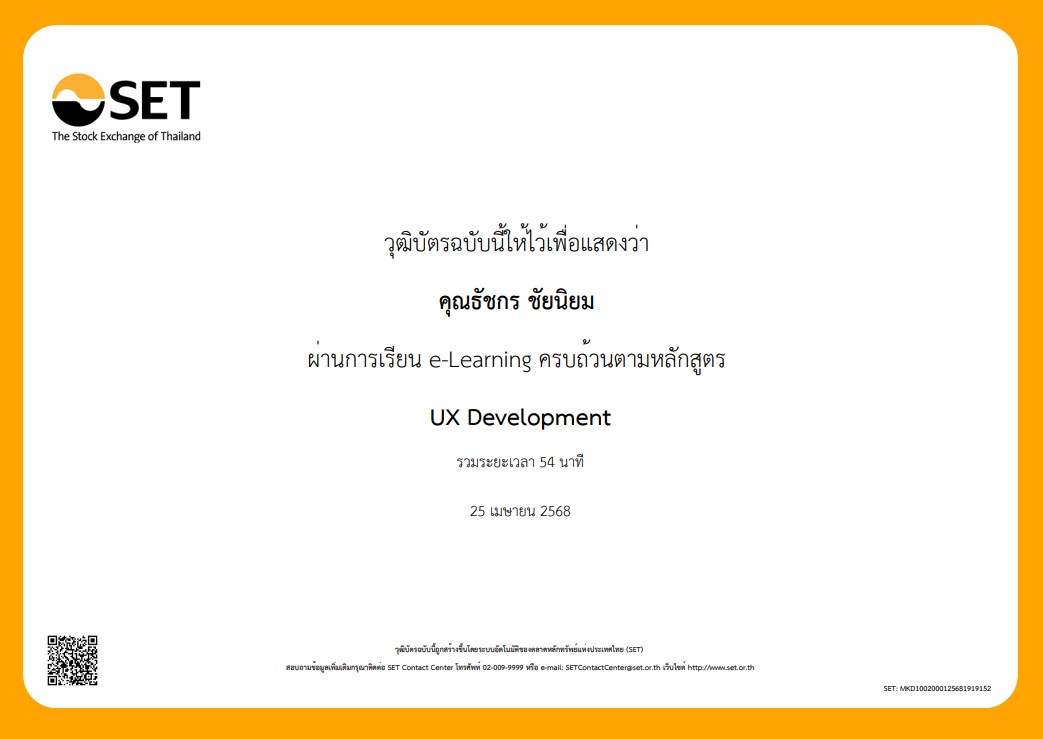 SET
The Stock Exchange of Thailand
วุฒิบัตรฉบับนี้ให้ไว้เพื่อแสดงว่า
คุณธัชกร ชัยนิยม
ผ่านการเรียน e-Learning ครบถ้วนตามหลักสูตร
UX Development
รวมระยะเวลา 54 นาที
25 เมษายน 2568
วุฒิบัตรฉบับนี้ถูกสร้างขึ้นโดยระบบอัตโนมัติของตลาดหลักทรัพย์แห่งประเทศไทย (SET)
สอบถามข้อมูลเพิ่มเติมกรุณาติดต่อ SET Contact Center โทรศัพท์ 02-009-9999 หรือ e-mail: SETContactCenter@set.or.th เว็บไซต์ http://www.set.or.th
SET: MKD1002000125681919152